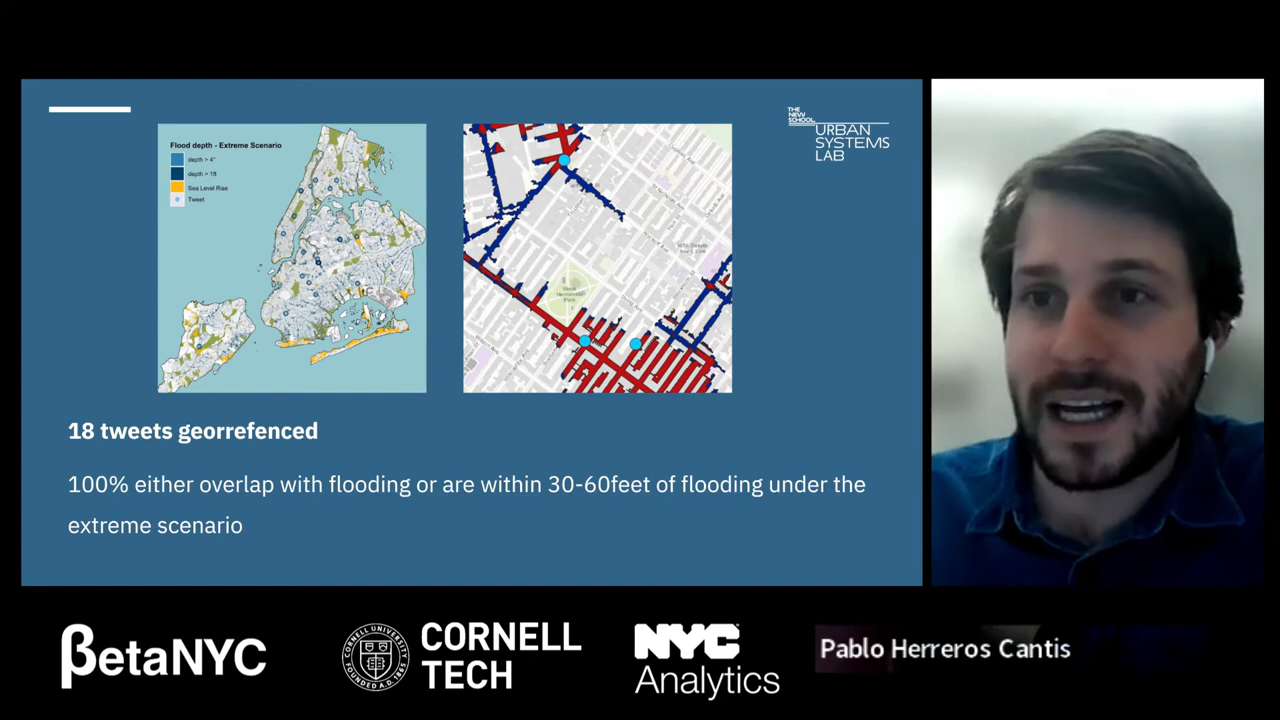 Flood depth - Extreme Scenario
depth > 4"
depth > 1ft
Sea Level Rise
Tweet
THE
NEW
SCHOOL
URBAN
SYSTEMS
LAB
18 tweets georrefenced
100% either overlap with flooding or are within 30-60feet of flooding under the
extreme scenario
βetaNYC
CORNELL
TECH
NYC
Analytics
Pablo Herreros Cantis